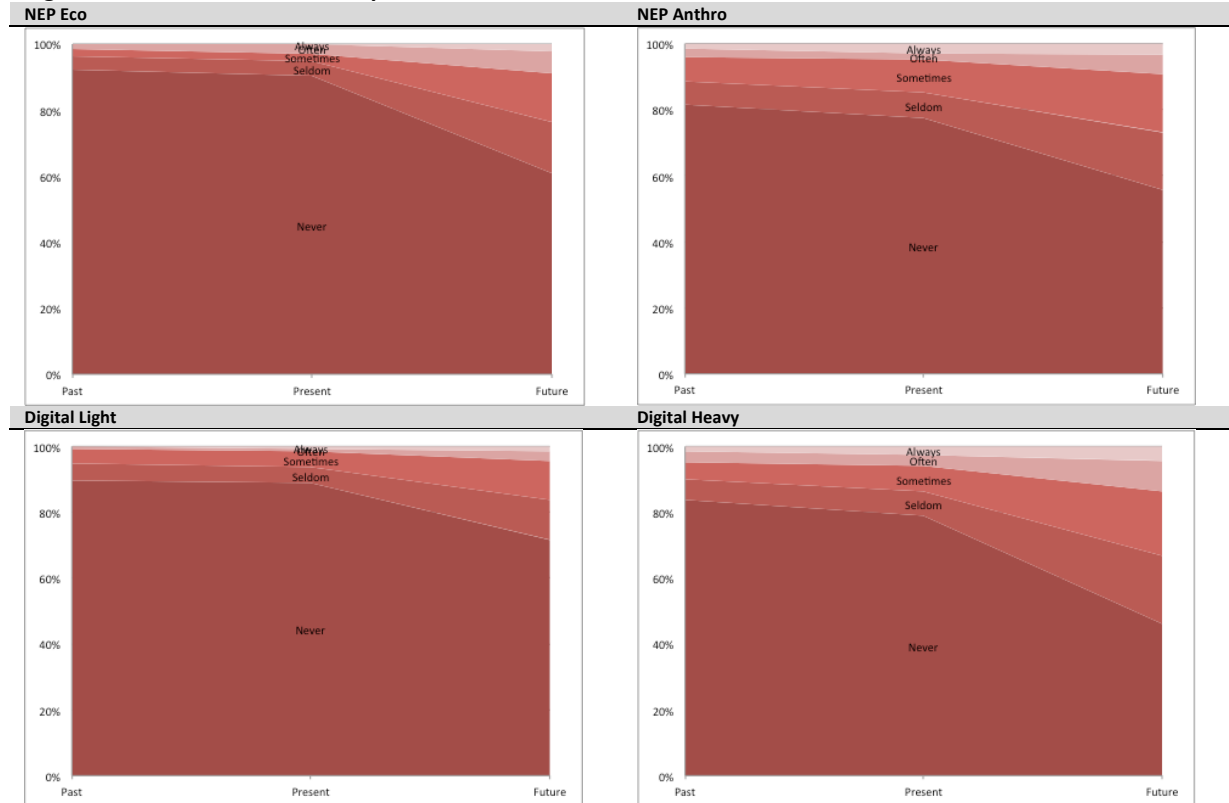 NEP Eco
NEP Anthro
100%
80%
60%
40%
20%
0%
Always
Often
Sometimes
Seldom
Never
Past Present Future
100%
80%
60%
40%
20%
0%
Always
Often
Sometimes
Seldom
Never
Past Present Future
Digital Light
Digital Heavy
100%
80%
60%
40%
20%
0%
Always
Often
Sometimes
Seldom
Never
Past Present Future
100%
80%
60%
40%
20%
0%
Always
Often
Sometimes
Seldom
Never
Past Present Future